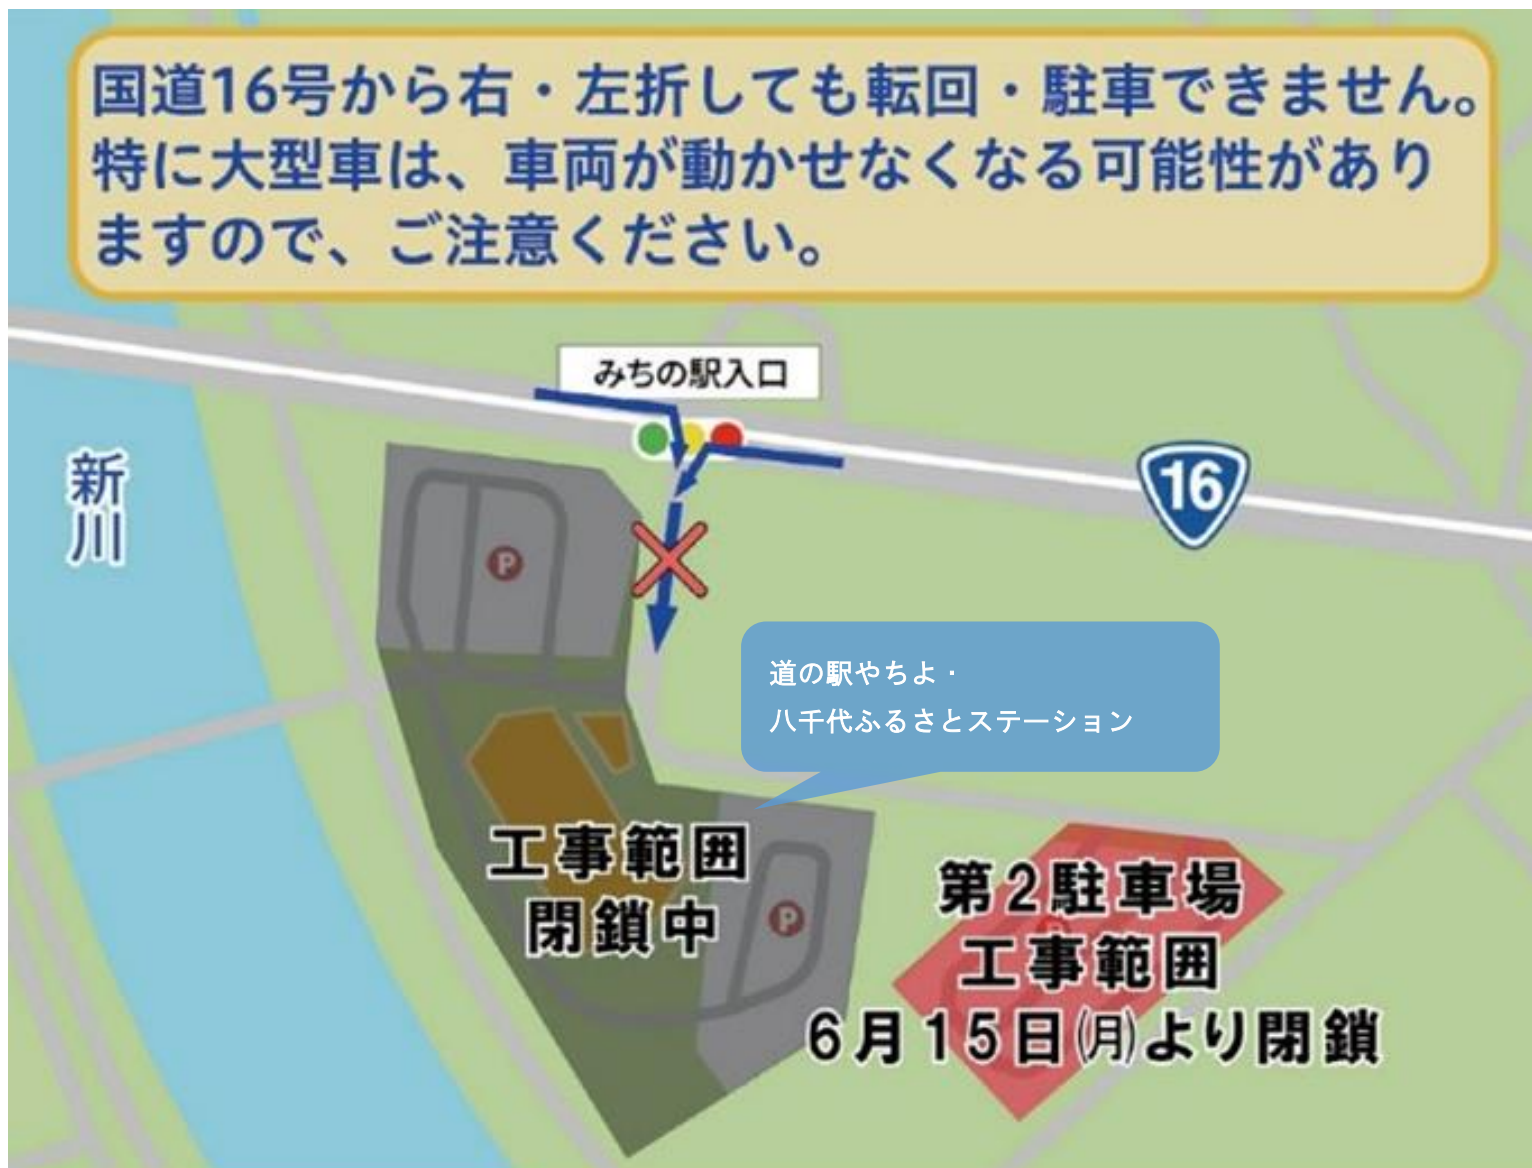 国道16号から右・左折しても転回・駐車できません。
特に大型車は、車両が動かせなくなる可能性があり
ますので、ご注意ください。
みちの駅入口
新川
16
P
道の駅やちよ・
八千代ふるさとステーション
工事範囲
閉鎖中
P
第2駐車場
工事範囲
6月15日(月)より閉鎖